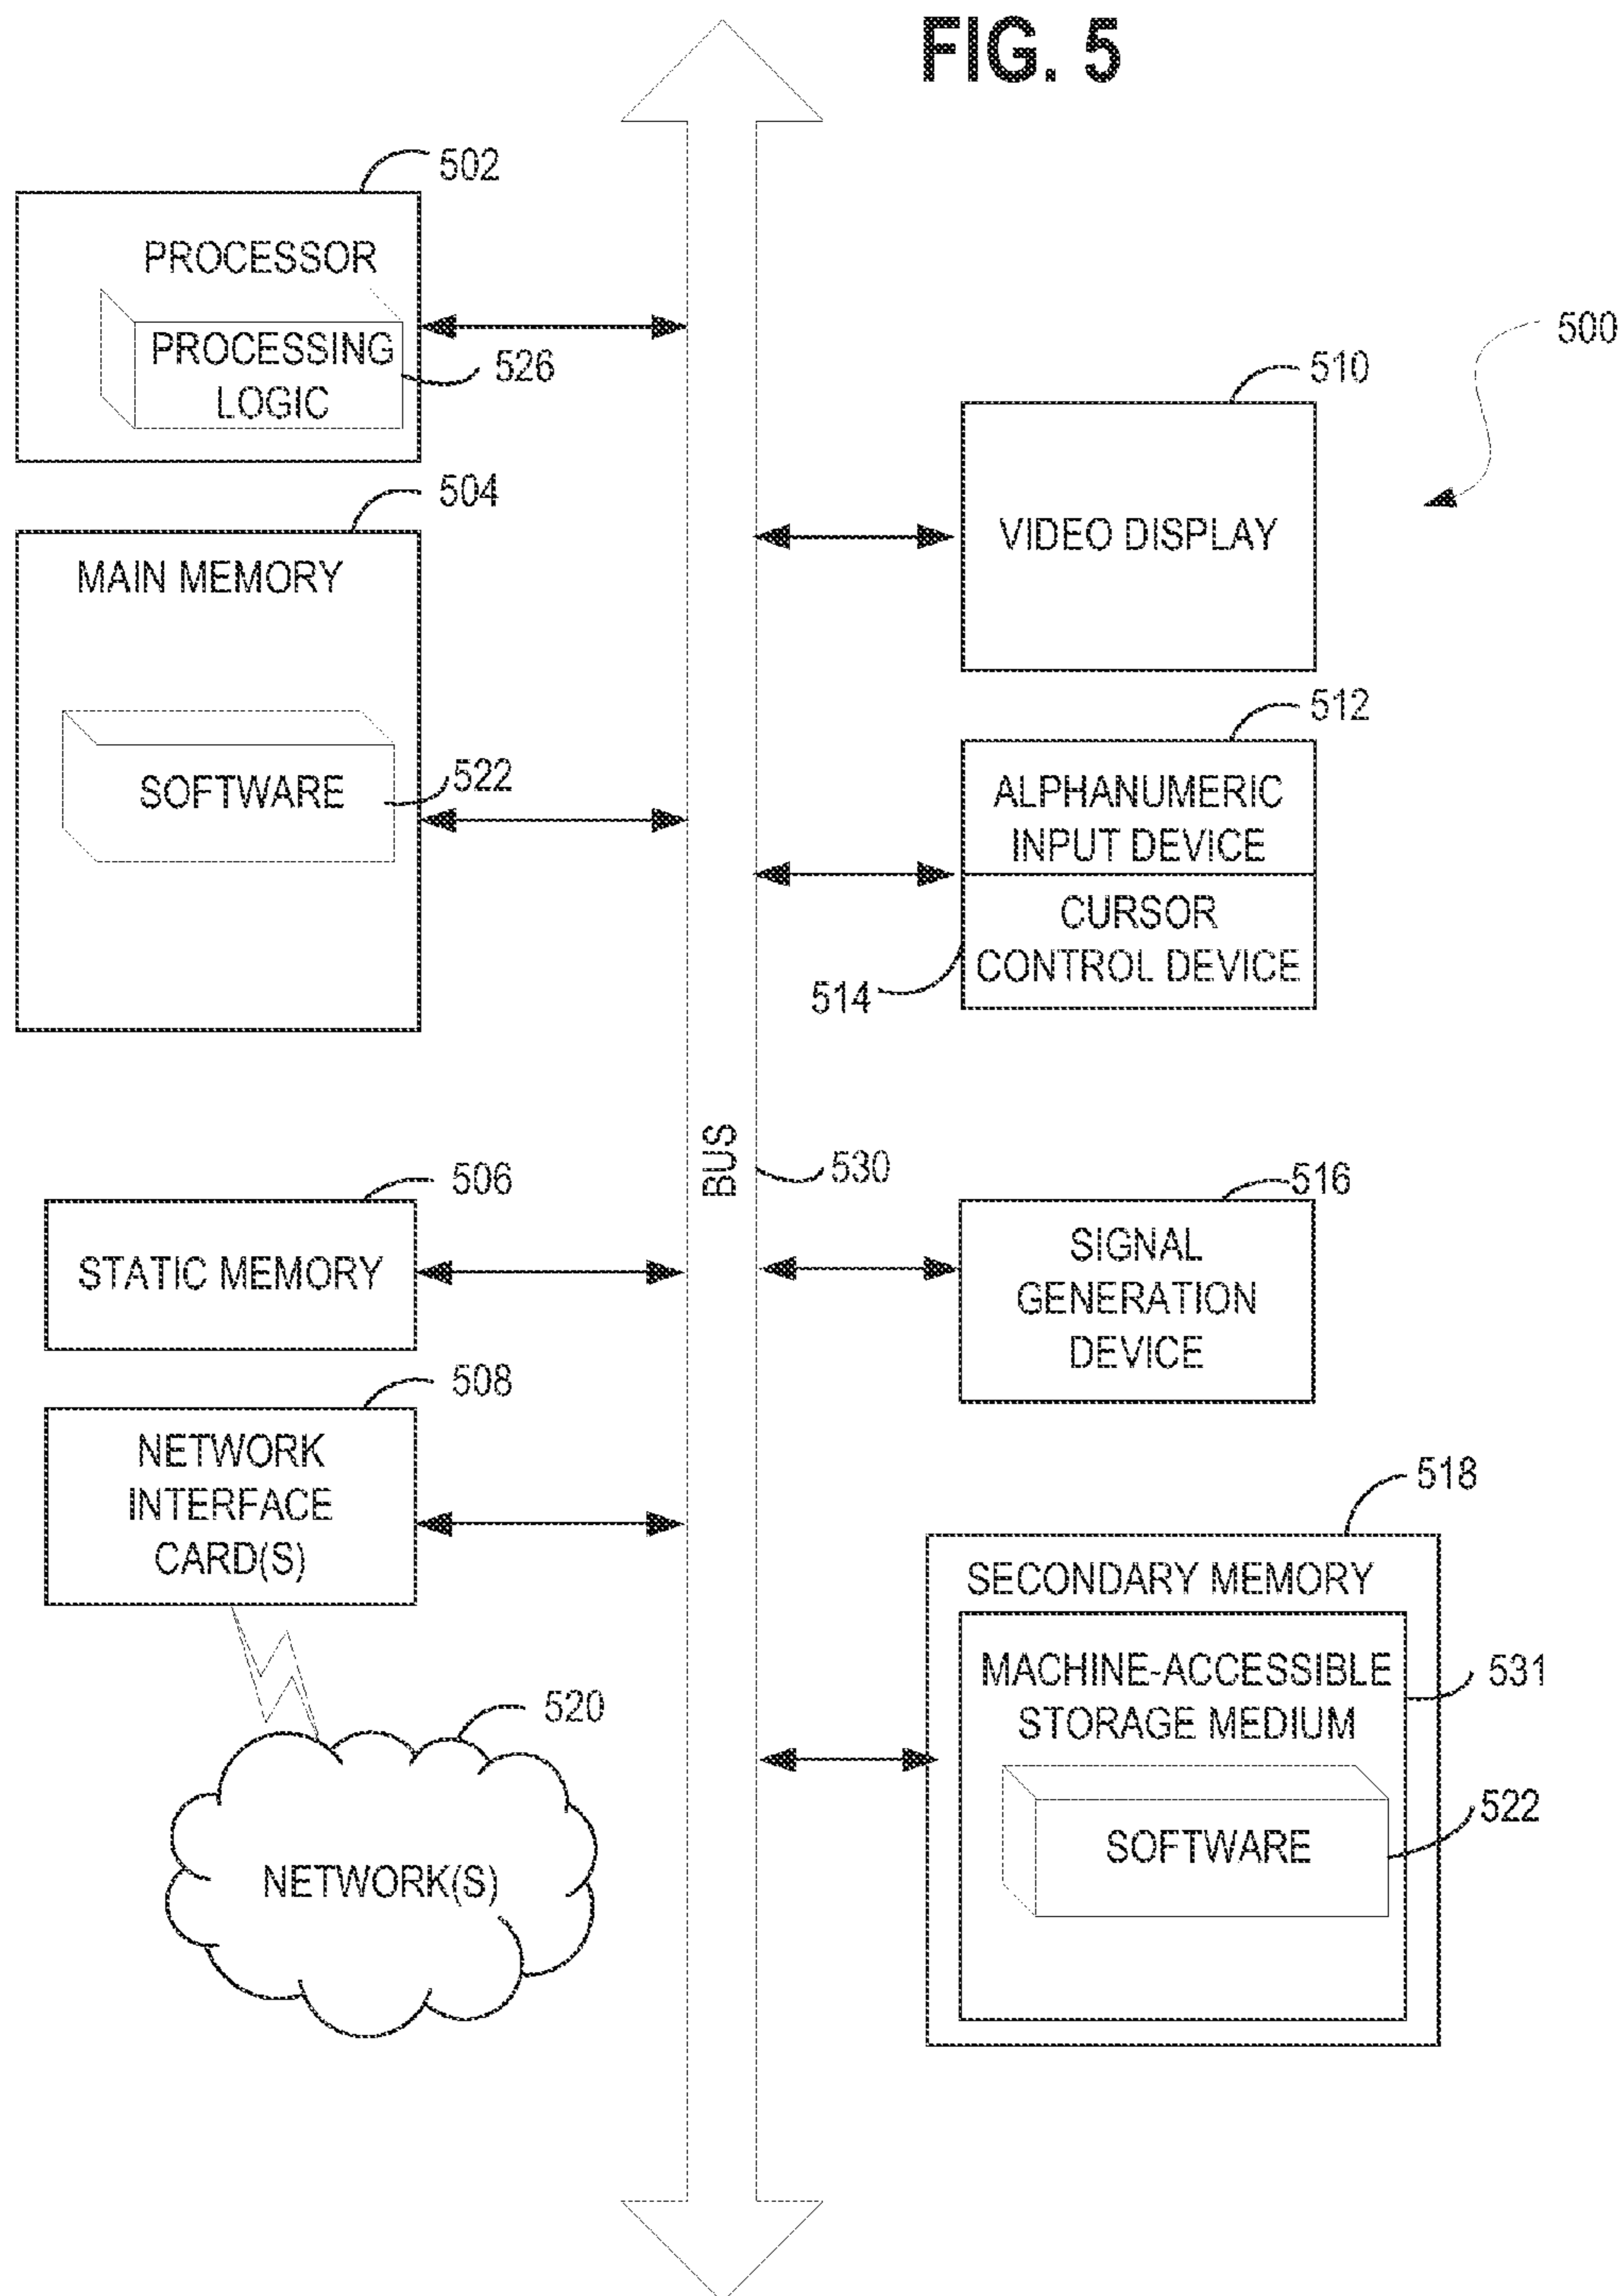 FIG. 5
502
PROCESSOR
PROCESSING
LOGIC
526
504
MAIN MEMORY
SOFTWARE
522
500
510
VIDEO DISPLAY
512
ALPHANUMERIC
INPUT DEVICE
CURSOR
CONTROL DEVICE
514
BUS
530
506
STATIC MEMORY
516
SIGNAL
GENERATION
DEVICE
508
NETWORK
INTERFACE
CARD(S)
520
NETWORK(S)
518
SECONDARY MEMORY
MACHINE-ACCESSIBLE
STORAGE MEDIUM
531
SOFTWARE
522